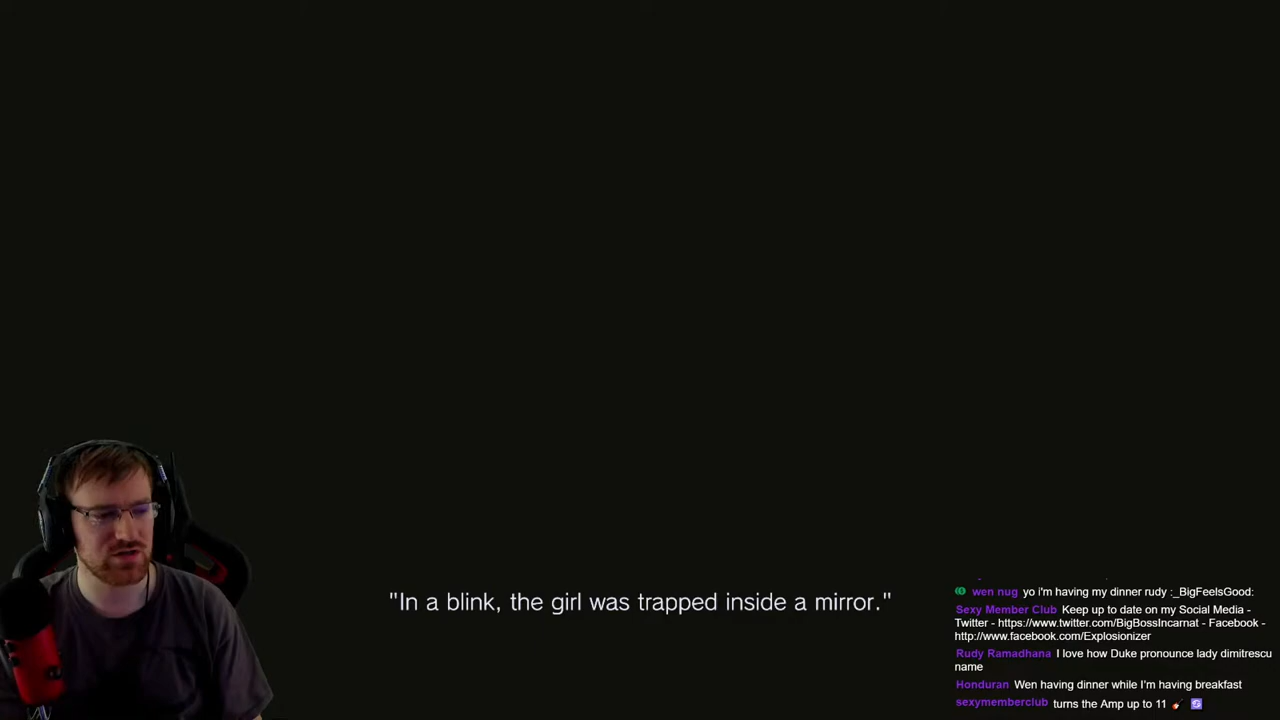 "In a blink, the girl was trapped inside a mirror."
wen nug yo i'm having my dinner rudy :_BigFeelsGood:
Sexy Member Club Keep up to date on my Social Media -
Twitter - https://www.twitter.com/BigBossIncarnat - Facebook -
http://www.facebook.com/Explosionizer
Rudy Ramadhana I love how Duke pronounce lady dimitrescu
name
Honduran Wen having dinner while I'm having breakfast
sexymemberclub turns the Amp up to 11